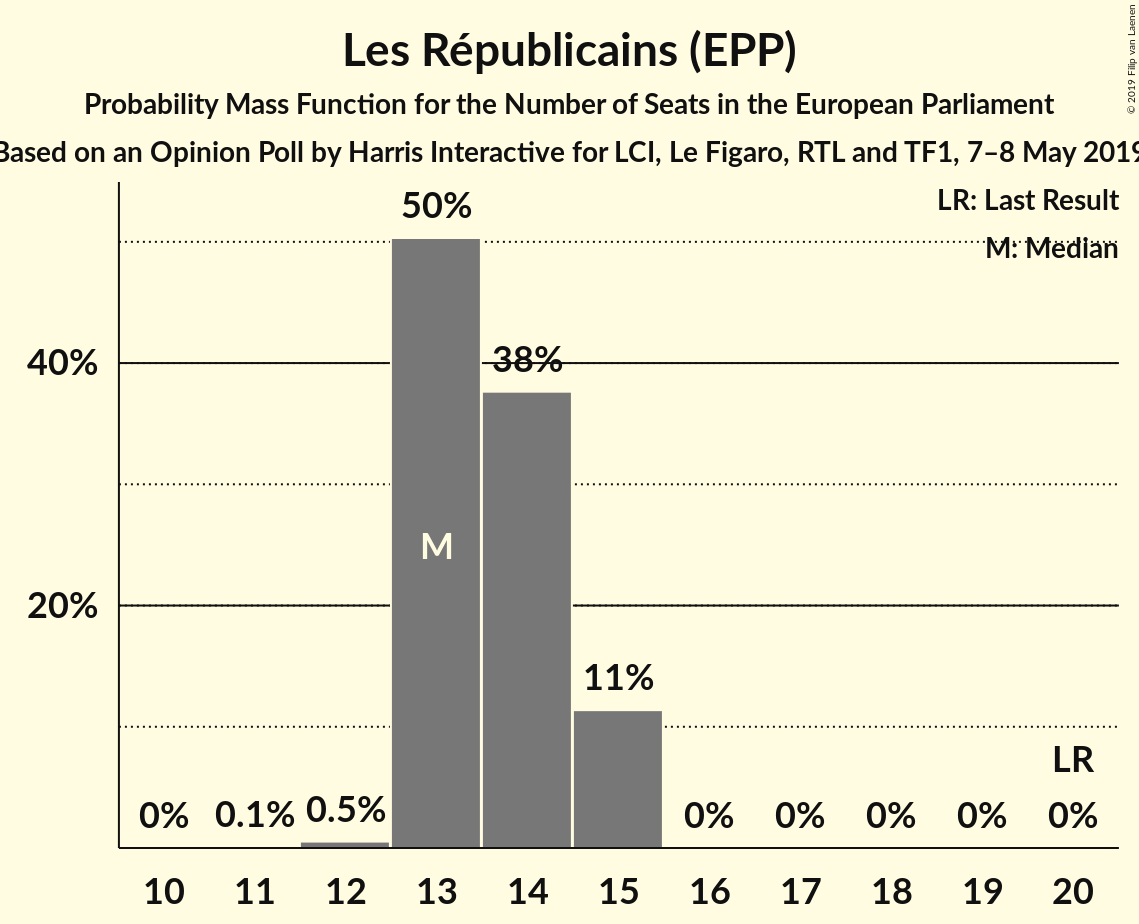 Les Républicains (EPP)
Probability Mass Function for the Number of Seats in the European Parliament
Based on an Opinion Poll by Harris Interactive for LCI, Le Figaro, RTL and TF1, 7–8 May 2019
© 2019 Filip van Laenen
LR: Last Result
M: Median
50%
40%
38%
M
20%
11%
LR
0% 0.1% 0.5% 0% 0% 0% 0% 0%
10 11 12 13 14 15 16 17 18 19 20